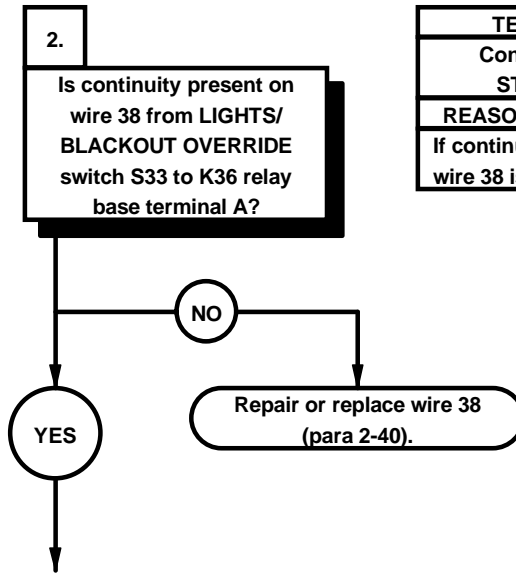 2.
Is continuity present on
wire 38 from LIGHTS/
BLACKOUT OVERRIDE
switch S33 to K36 relay
base terminal A?
NO
YES
Repair or replace wire 38
(para 2-40).
TE
Con
ST
REASO
If continu
wire 38 i